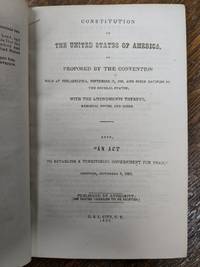 CONSTITUTION
OF
THE UNITED STATES OF AMERICA,
AS
PROPOSED BY THE CONVENTION
HELD AT PHILADELPHIA, SEPTEMBER 17, 1787, AND SINCE RATIFIED BY
THE SEVERAL STATES;
WITH THE AMENDMENTS THERETO,
MARGINAL NOTES, AND INDEX.
ALSO,
"AN ACT
TO ESTABLISH A TERRITORIAL GOVERNMENT FOR UTAH,"
APPROVED, SEPTEMBER 9, 1850.
PUBLISHED BY AUTHORITY;
CITY, U. T.